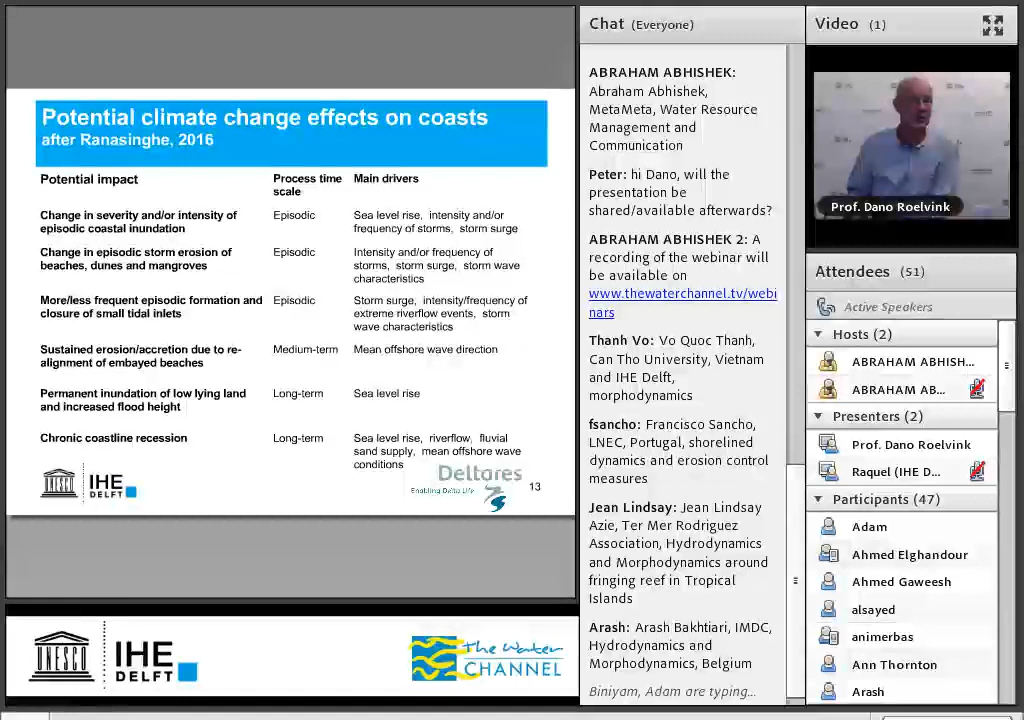 Potential climate change effects on coasts
after Ranasinghe, 2016
Potential impact
Process time
scale
Main drivers
Change in severity and/or intensity of
episodic coastal inundation
Episodic
Sea level rise, intensity and/or
frequency of storms, storm surge
Change in episodic storm erosion of
beaches, dunes and mangroves
Episodic
Intensity and/or frequency of
storms, storm surge, storm wave
characteristics
More/less frequent episodic formation and
closure of small tidal inlets
Episodic
Storm surge, intensity/frequency of
extreme riverflow events, storm
wave characteristics
Sustained erosion/accretion due to re-
alignment of embayed beaches
Medium-term
Mean offshore wave direction
Permanent inundation of low lying land
and increased flood height
Long-term
Sea level rise
Chronic coastline recession
Long-term
Sea level rise, riverflow, fluvial
sand supply, mean offshore wave
conditions
UNESCO
IHE
DELFT
Deltares
Enabling Delta Life
13
UNESCO
IHE
DELFT
The Water
CHANNEL
Chat (Everyone)
ABRAHAM ABHISHEK:
Abraham Abhishek,
MetaMeta, Water Resource
Management and
Communication
Peter: hi Dano, will the
presentation be
shared/available afterwards?
ABRAHAM ABHISHEK 2: A
recording of the webinar will
be available on
www.thewaterchannel.tv/webi
nars
Thanh Vo: Vo Quoc Thanh,
Can Tho University, Vietnam
and IHE Delft,
morphodynamics
fsancho: Francisco Sancho,
LNEC, Portugal, shorelined
dynamics and erosion control
measures
Jean Lindsay: Jean Lindsay
Azie, Ter Mer Rodriguez
Association, Hydrodynamics
and Morphodynamics around
fringing reef in Tropical
Islands
Arash: Arash Bakhtiari, IMDC,
Hydrodynamics and
Morphodynamics, Belgium
Biniyam, Adam are typing...
Video (1)
Prof. Dano Roelvink
Attendees (51)
Active Speakers
Hosts (2)
ABRAHAM ABHISH...
ABRAHAM AB...
Presenters (2)
Prof. Dano Roelvink
Raquel (IHE D...
Participants (47)
Adam
Ahmed Elghandour
Ahmed Gaweesh
alsayed
animerbas
Ann Thornton
Arash